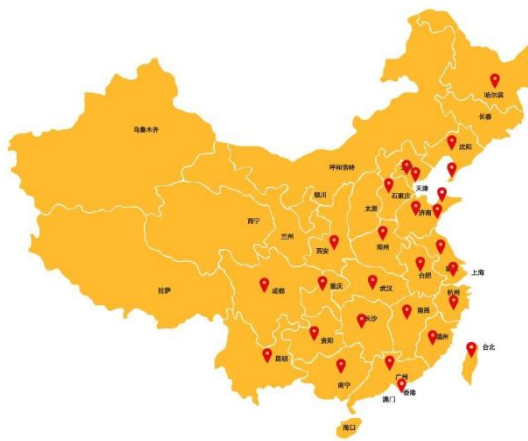 哈尔滨
长春
乌鲁木齐
沈阳
呼和浩特
天津
石家庄
银川
太原
济南
西宁
兰州
西安
郑州
合肥
上海
拉萨
成都
重庆
武汉
杭州
南昌
长沙
贵阳
福州
台北
昆明
南宁
广州
香港
澳门
海口